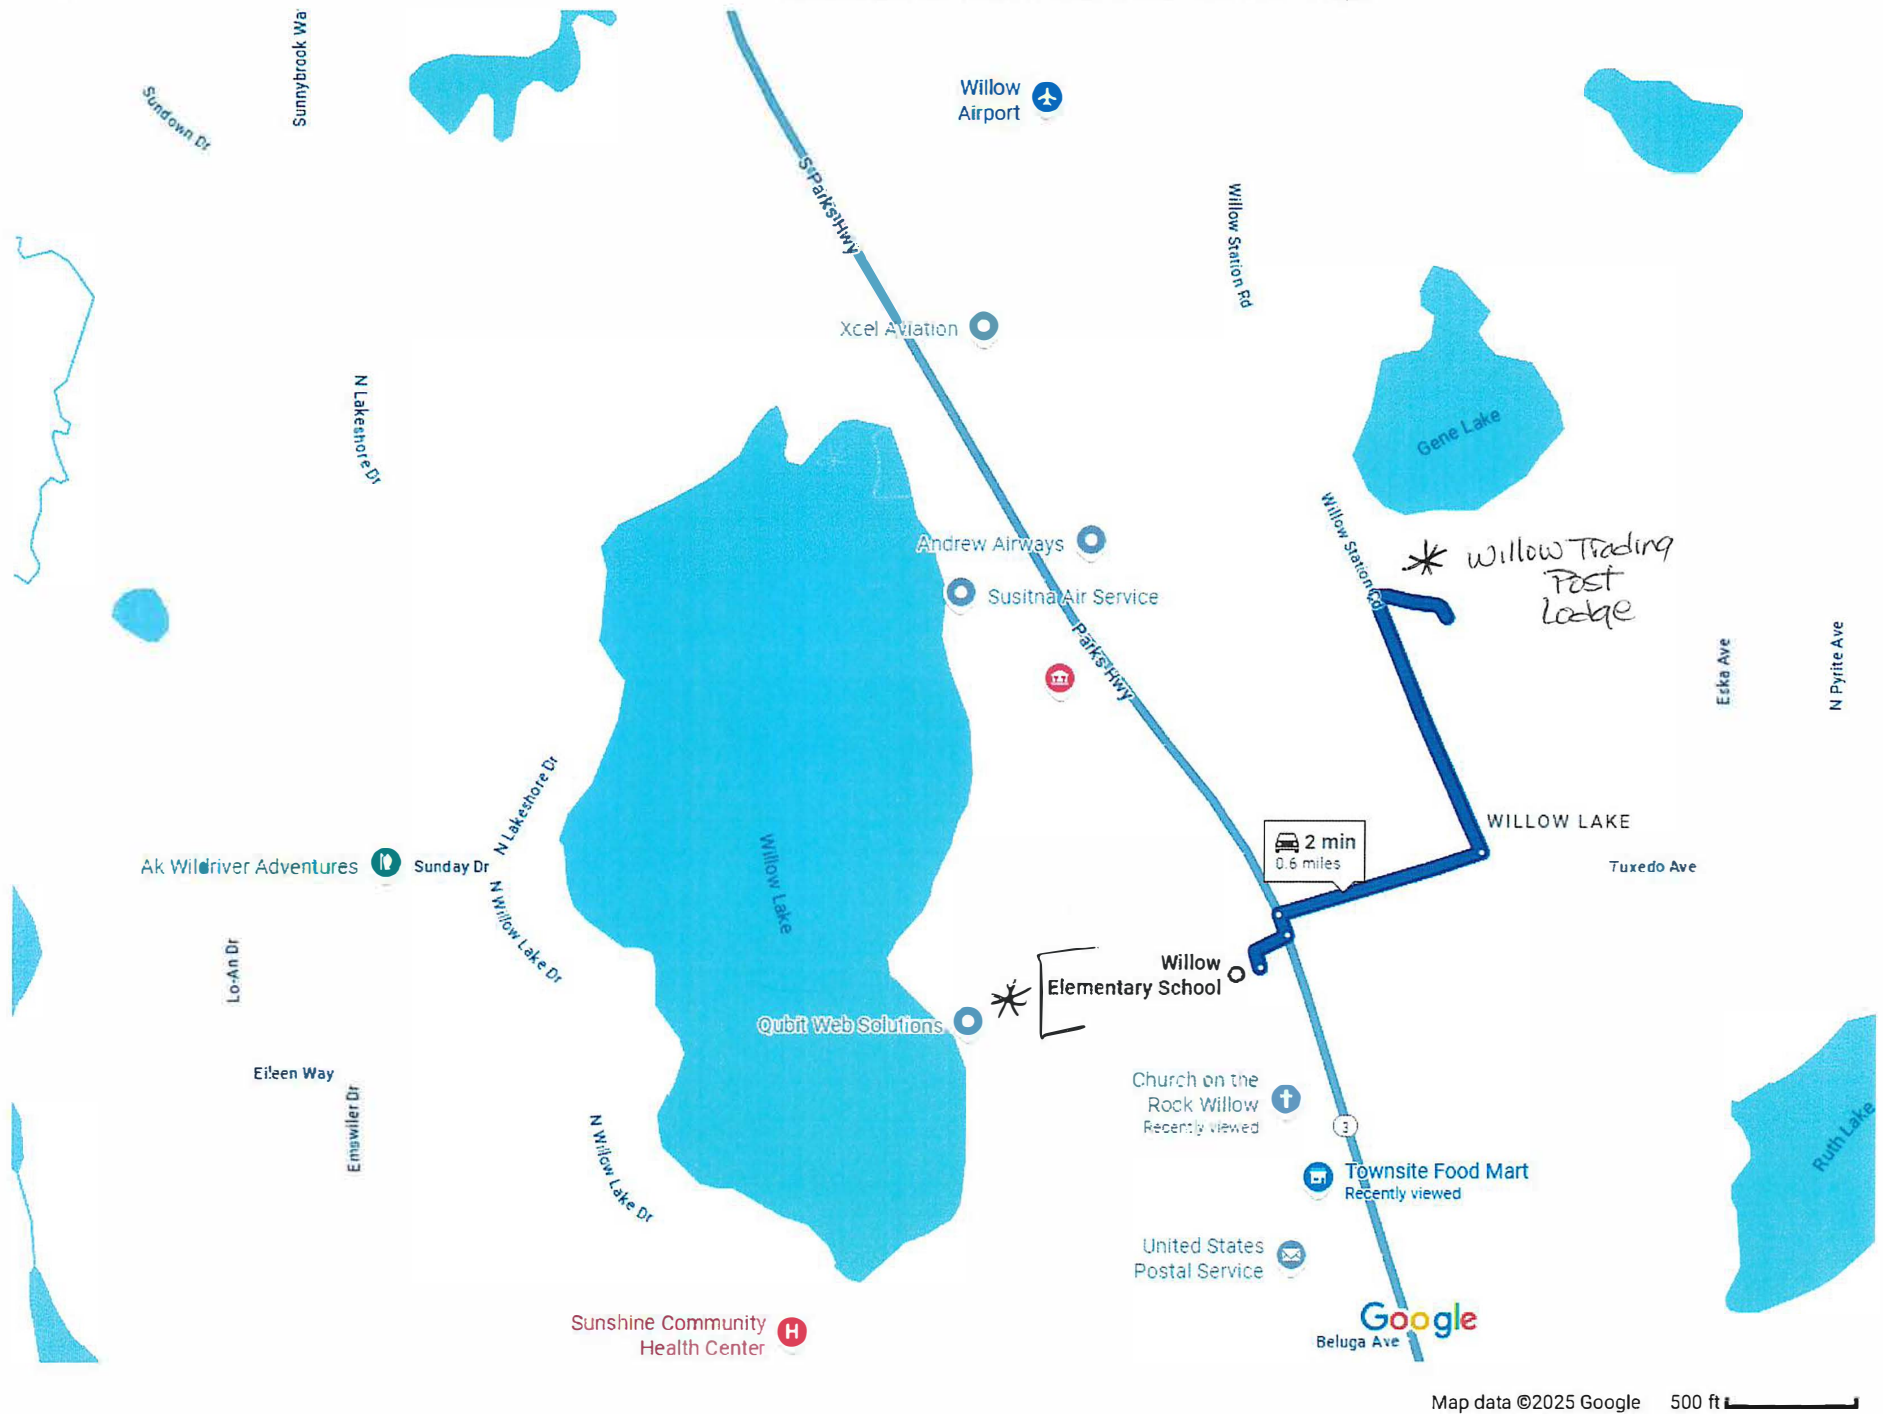 Sundown Dr
Sunnybrook Wa
Willow
Airport
S Parks Hwy
Willow Station Rd
Xcel Aviation
N Lakeshore Dr
Gene Lake
Willow Station Rd
Willow Trading
Post
Lodge
Andrew Airways
Susitna Air Service
Parks Hwy
Eska Ave
N Pyrite Ave
N Lakeshore Dr
WILLOW LAKE
2 min
0.6 miles
Ak Wildriver Adventures
Sunday Dr
Tuxedo Ave
Willow Lake
N Willow Lake Dr
Lo-An Dr
Willow
Elementary School
Qubit Web Solutions
Eileen Way
Emswiler Dr
Church on the
Rock Willow
Recently viewed
3
Ruth Lake
N Willow Lake Dr
Townsite Food Mart
Recently viewed
United States
Postal Service
Sunshine Community
Health Center
H
Google
Beluga Ave
Map data ©2025 Google
500 ft